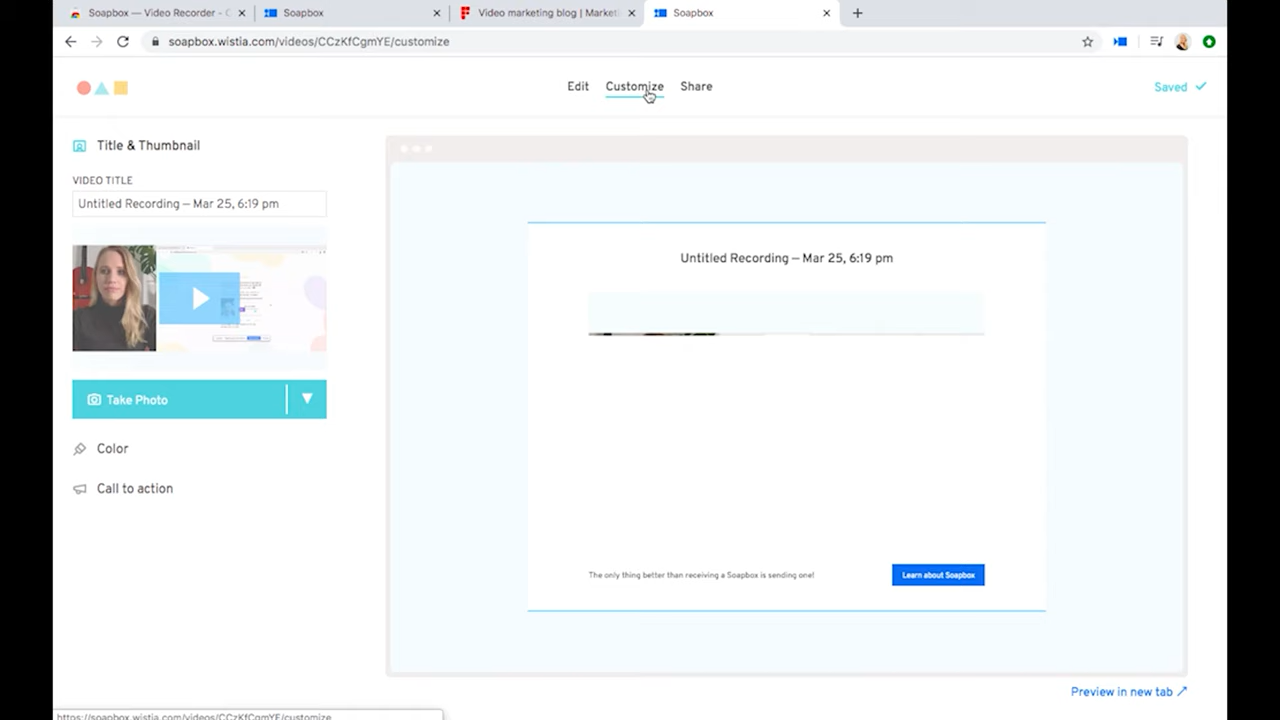 Soapbox — Video Recorder - C
Soapbox
Video marketing blog | Market
Soapbox
soapbox.wistia.com/videos/CCzKfCgmYE/customize
Edit
Customize
Share
Saved
Title & Thumbnail
VIDEO TITLE
Untitled Recording – Mar 25, 6:19 pm
Take Photo
Color
Call to action
Untitled Recording – Mar 25, 6:19 pm
The only thing better than receiving a Soapbox is sending one!
Learn about Soapbox
Preview in new tab
https://soapbox.wistia.com/videos/CCzKfCgmYE/customize